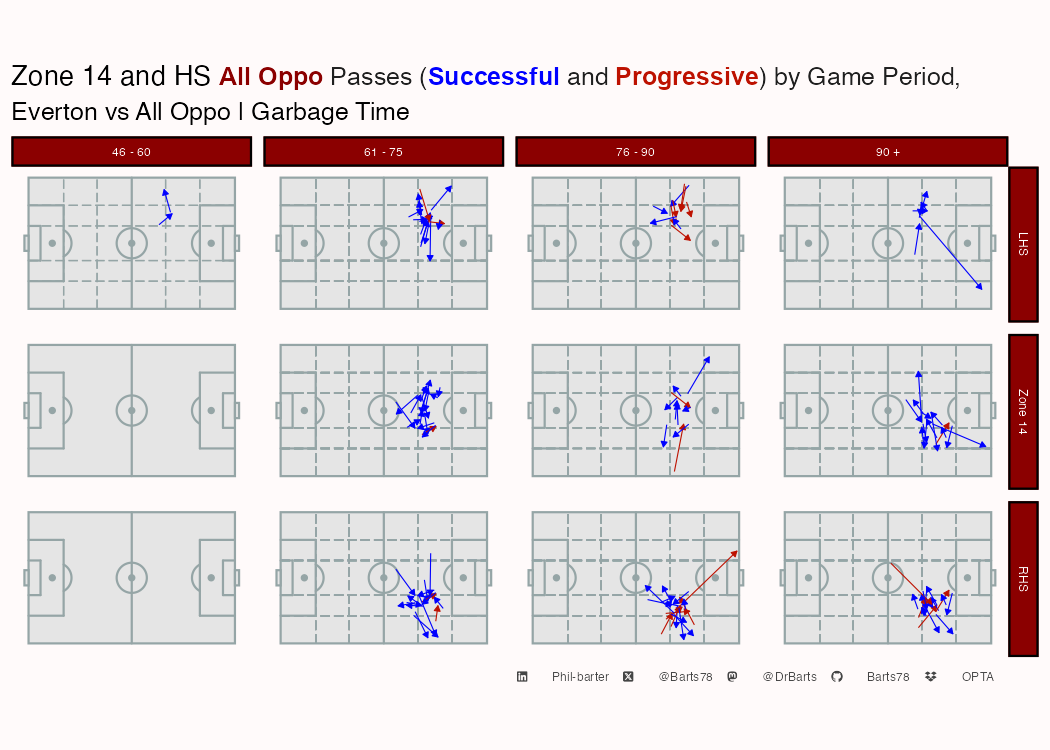 Zone 14 and HS All Oppo Passes (Successful and Progressive) by Game Period,
Everton vs All Oppo | Garbage Time
46 - 60
61 - 75
76 - 90
90 +
LHS
Zone 14
RHS
Phil-barter @Barts78 @DrBarts Barts78 OPTA